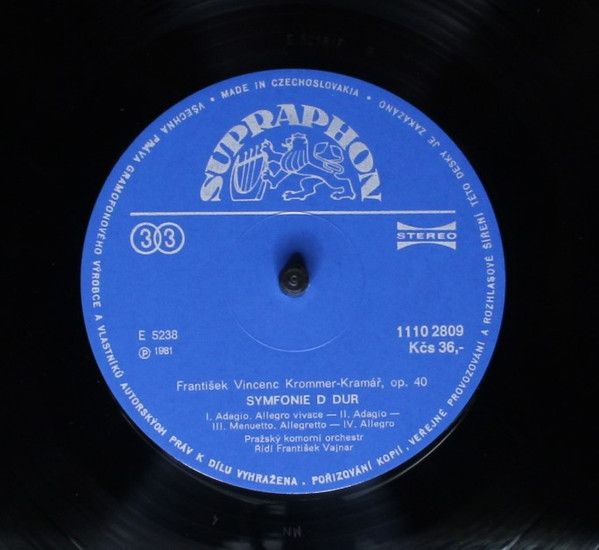 VŠECHNA PRÁVA GRAMOFONOVÉHO VÝROBCE A VLASTNÍKŮ AUTORSKÝCH PRÁV K DÍLU VYHRAŽENA . POŘIZOVÁNÍ KOPIÍ, VEŘEJNÉ PROVOZOVÁNÍ A ROZHLASOVÉ ŠÍŘENÍ TÉTO DESKY JE ZAKÁZÁNO • MADE IN CZECHOSLOVAKIA •
SUPRAPHON
33
STEREO
E 5238
1110 2809
Ⓟ 1981
Kčs 36,-
František Vincenc Krommer-Kramář, op. 40
SYMFONIE D DUR
I. Adagio. Allegro vivace — II. Adagio —
III. Menuetto. Allegretto — IV. Allegro
Pražský komorní orchestr
Řídí František Vajnar